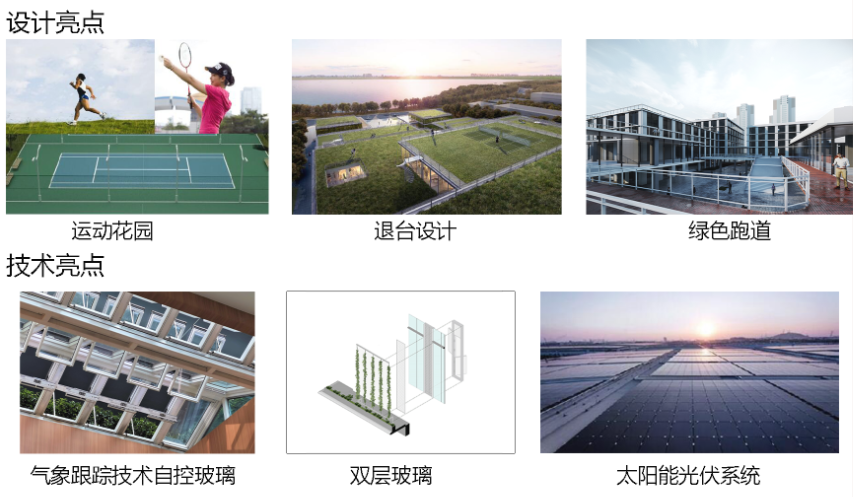 设计亮点
运动花园
退台设计
绿色跑道
技术亮点
气象跟踪技术自控玻璃
双层玻璃
太阳能光伏系统